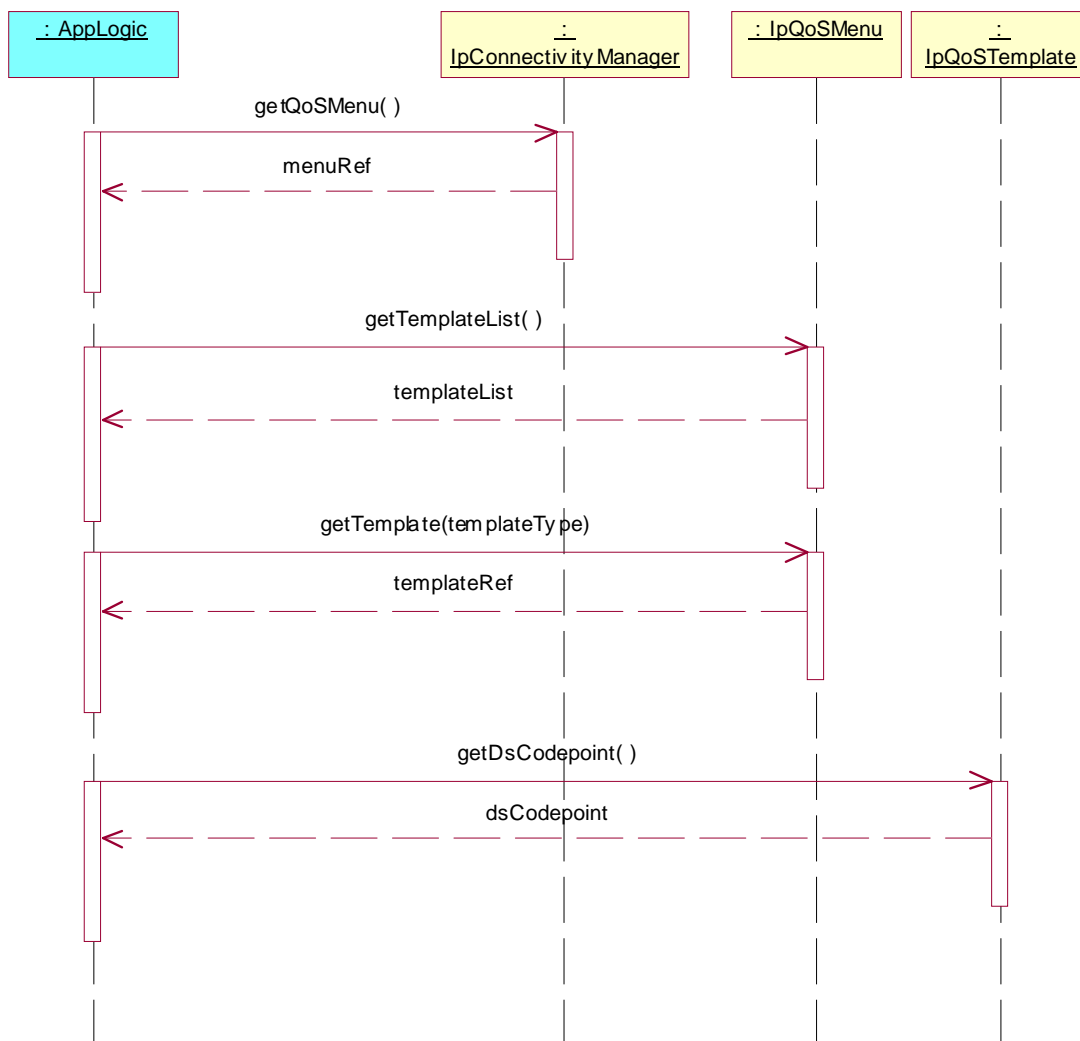 : AppLogic
:
IpConnectivityManager
: IpQoSMenu
:
IpQoSTemplate
getQoSMenu( )
menuRef
getTemplateList( )
templateList
getTemplate(templateType)
templateRef
getDsCodepoint( )
dsCodepoint